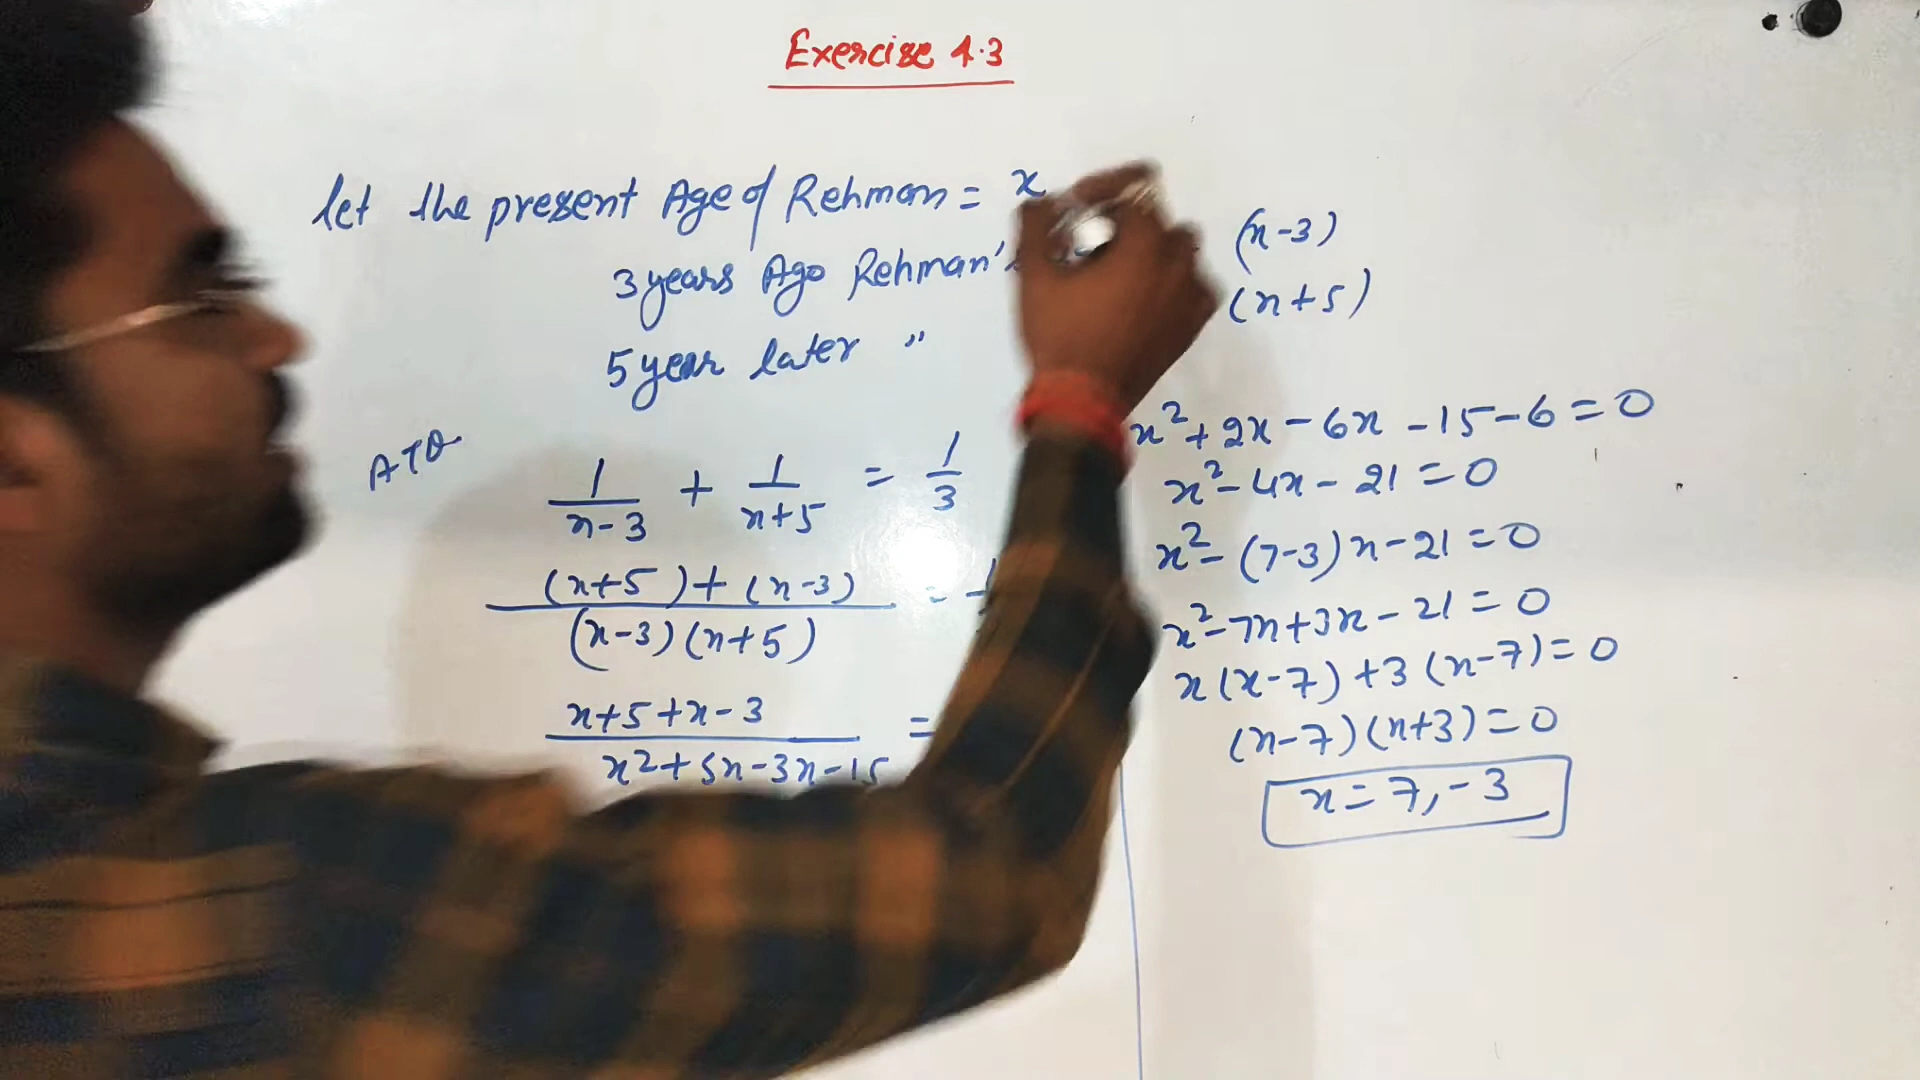 Exercise 4.3
let the present Age of Rehman = x
3 years Ago Rehman's (x-3)
5 year later " (x+5)
ATQ
1/(x-3) + 1/(x+5) = 1/3
((x+5)+(x-3))/((x-3)(x+5)) =
(x+5+x-3)/(x²+5x-3x-15) =
x²+2x-6x-15-6=0
x²-4x-21=0
x²-(7-3)x-21=0
x²-7x+3x-21=0
x(x-7)+3(x-7)=0
(x-7)(x+3)=0
x=7,-3